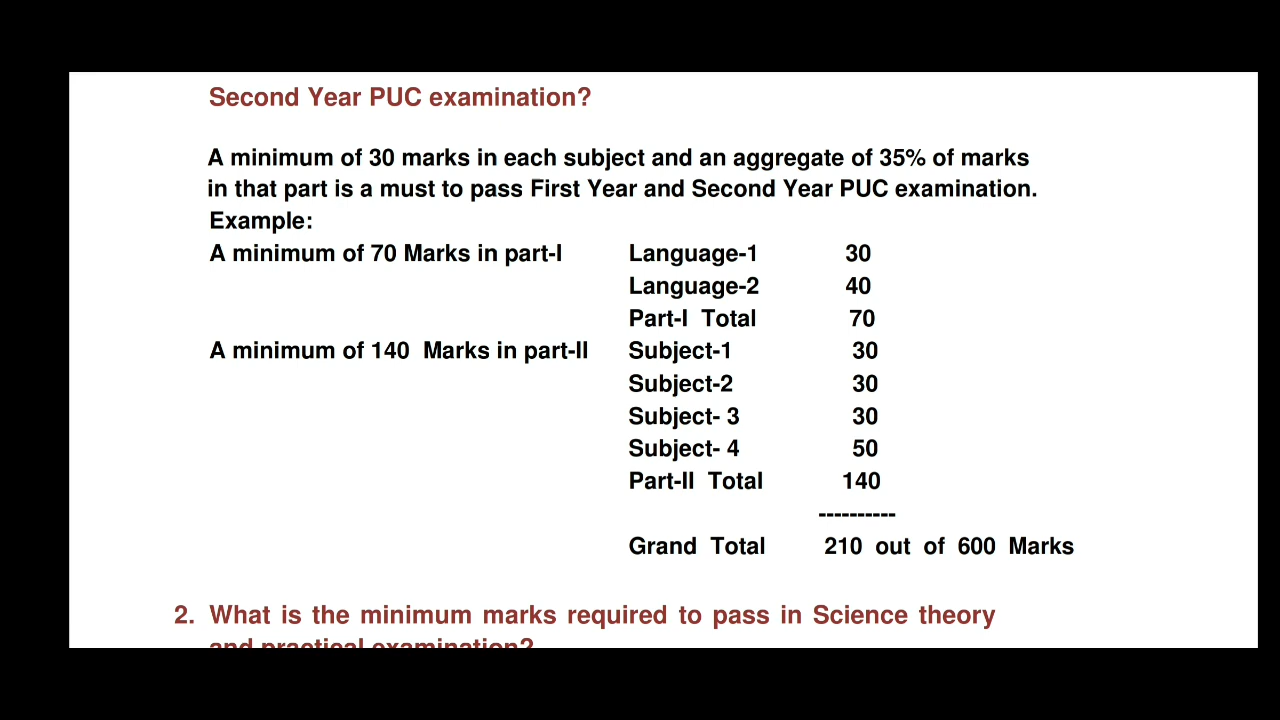 Second Year PUC examination?
A minimum of 30 marks in each subject and an aggregate of 35% of marks
in that part is a must to pass First Year and Second Year PUC examination.
Example:
A minimum of 70 Marks in part-I Language-1 30
Language-2 40
Part-I Total 70
A minimum of 140 Marks in part-II Subject-1 30
Subject-2 30
Subject- 3 30
Subject- 4 50
Part-II Total 140
----------
Grand Total 210 out of 600 Marks
2. What is the minimum marks required to pass in Science theory
and practical examination?